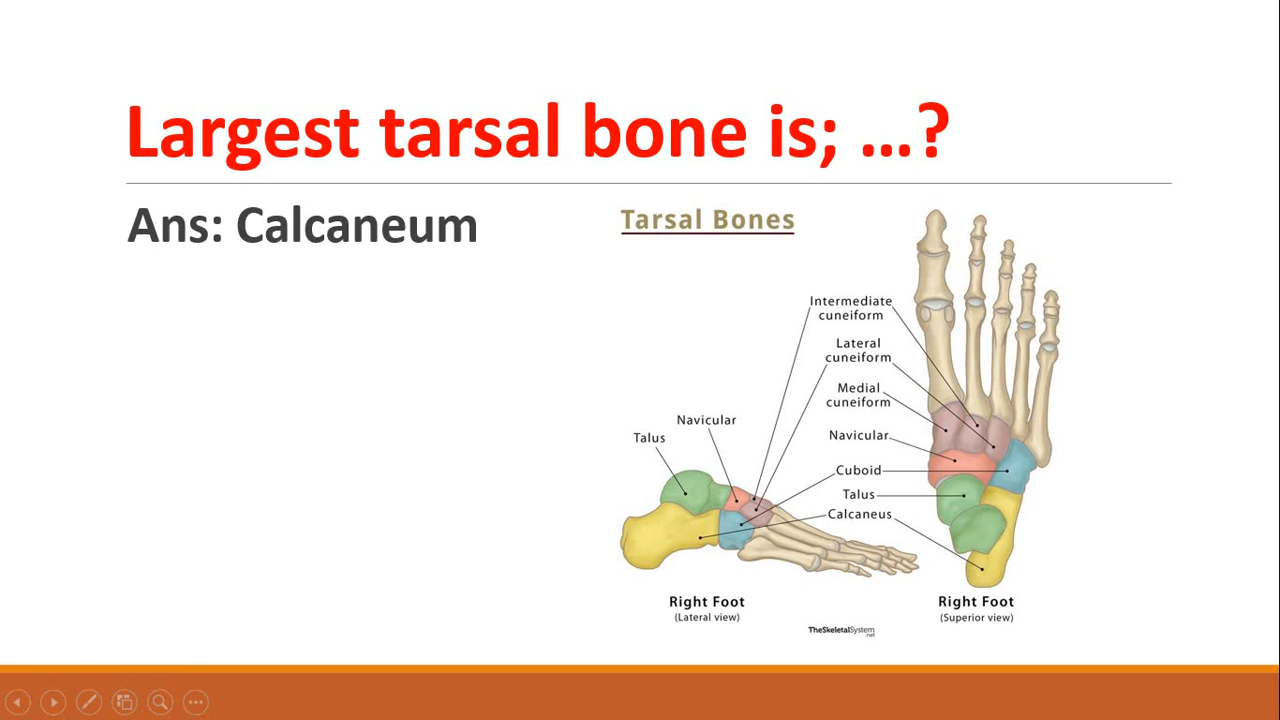 Largest tarsal bone is; ...?
Ans: Calcaneum
Tarsal Bones
Intermediate
cuneiform
Lateral
cuneiform
Medial
cuneiform
Navicular
Talus
Navicular
Cuboid
Talus
Calcaneus
Right Foot
(Lateral view)
Right Foot
(Superior view)
TheSkeletalSystem
.net